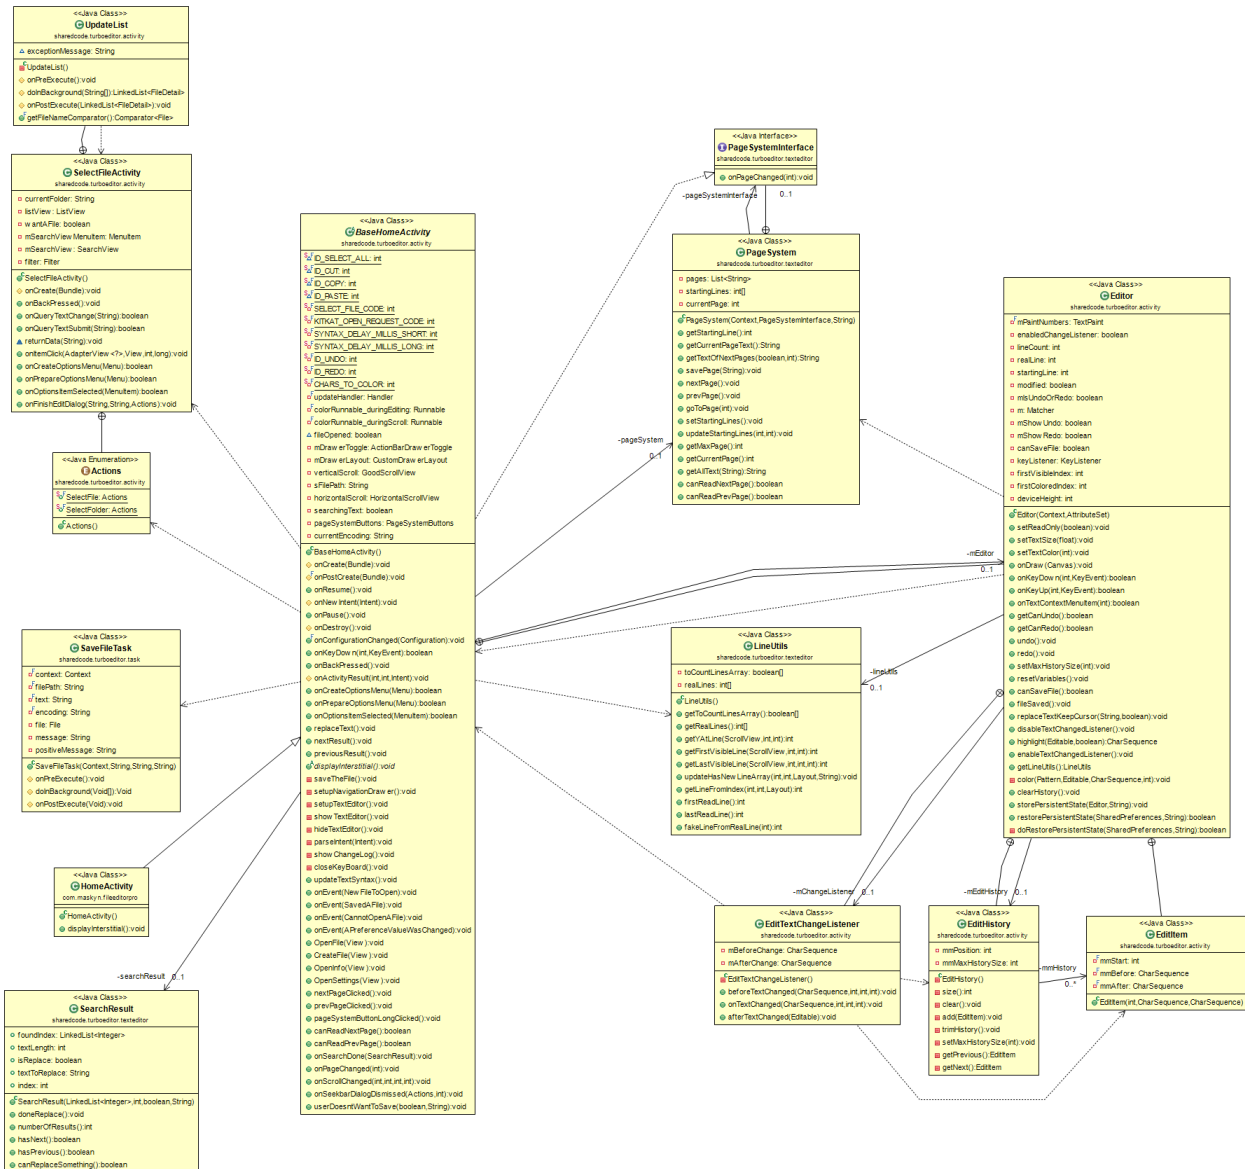 <<Java Class>>
UpdateList
sharedcode.turboeditor.activity
exceptionMessage: String
UpdateList()
onPreExecute():void
doInBackground(String[]):LinkedList<FileDetail>
onPostExecute(LinkedList<FileDetail>):void
getFileNameComparator():Comparator<File>
<<Java Class>>
SelectFileActivity
sharedcode.turboeditor.activity
currentFolder: String
listView: ListView
wantAFile: boolean
mSearchViewMenuItem: MenuItem
mSearchView: SearchView
filter: Filter
SelectFileActivity()
onCreate(Bundle):void
onBackPressed():void
onQueryTextChange(String):boolean
onQueryTextSubmit(String):boolean
returnData(String):void
onItemClick(AdapterView<?>,View,int,long):void
onCreateOptionsMenu(Menu):boolean
onPrepareOptionsMenu(Menu):boolean
onOptionsItemSelected(MenuItem):boolean
onFinishEditDialog(String,String,Actions):void
<<Java Enumeration>>
Actions
sharedcode.turboeditor.activity
SelectFile: Actions
SelectFolder: Actions
Actions()
<<Java Class>>
SaveFileTask
sharedcode.turboeditor.task
context: Context
filePath: String
text: String
encoding: String
file: File
message: String
positiveMessage: String
SaveFileTask(Context,String,String,String)
onPreExecute():void
doInBackground(Void[]):Void
onPostExecute(Void):void
<<Java Class>>
HomeActivity
com.maskyn.fileeditorpro
HomeActivity()
displayInterstitial():void
-searchResult
0..1
<<Java Class>>
SearchResult
sharedcode.turboeditor.texteditor
foundIndex: LinkedList<Integer>
textLength: int
isReplace: boolean
textToReplace: String
index: int
SearchResult(LinkedList<Integer>,int,boolean,String)
doneReplace():void
numberOfResults():int
hasNext():boolean
hasPrevious():boolean
canReplaceSomething():boolean
<<Java Class>>
BaseHomeActivity
sharedcode.turboeditor.activity
ID_SELECT_ALL: int
ID_CUT: int
ID_COPY: int
ID_PASTE: int
SELECT_FILE_CODE: int
KITKAT_OPEN_REQUEST_CODE: int
SYNTAX_DELAY_MILLIS_SHORT: int
SYNTAX_DELAY_MILLIS_LONG: int
ID_UNDO: int
ID_REDO: int
CHARS_TO_COLOR: int
updateHandler: Handler
colorRunnable_duringEditing: Runnable
colorRunnable_duringScroll: Runnable
fileOpened: boolean
mDrawerToggle: ActionBarDrawerToggle
mDrawerLayout: CustomDrawerLayout
verticalScroll: GoodScrollView
sFilePath: String
horizontalScroll: HorizontalScrollView
searchingText: boolean
pageSystemButtons: PageSystemButtons
currentEncoding: String
BaseHomeActivity()
onCreate(Bundle):void
onPostCreate(Bundle):void
onResume():void
onNewIntent(Intent):void
onPause():void
onDestroy():void
onConfigurationChanged(Configuration):void
onKeyDown(int,KeyEvent):boolean
onBackPressed():void
onActivityResult(int,int,Intent):void
onCreateOptionsMenu(Menu):boolean
onPrepareOptionsMenu(Menu):boolean
onOptionsItemSelected(MenuItem):boolean
replaceText():void
nextResult():void
previousResult():void
displayInterstitial():void
saveTheFile():void
setupNavigationDrawer():void
setupTextEditor():void
showTextEditor():void
hideTextEditor():void
parseIntent(Intent):void
showChangeLog():void
closeKeyBoard():void
updateTextSyntax():void
onEvent(NewFileToOpen):void
onEvent(SavedAFile):void
onEvent(CannotOpenAFile):void
onEvent(APreferenceValueWasChanged):void
OpenFile(View):void
CreateFile(View):void
OpenInfo(View):void
OpenSettings(View):void
nextPageClicked():void
prevPageClicked():void
pageSystemButtonLongClicked():void
canReadNextPage():boolean
canReadPrevPage():boolean
onSearchDone(SearchResult):void
onPageChanged(int):void
onScrollChanged(int,int,int,int):void
onSeekbarDialogDismissed(Actions,int):void
userDoesntWantToSave(boolean,String):void
<<Java Interface>>
PageSystemInterface
sharedcode.turboeditor.texteditor
onPageChanged(int):void
-pageSystemInterface
0..1
<<Java Class>>
PageSystem
sharedcode.turboeditor.texteditor
pages: List<String>
startingLines: int[]
currentPage: int
PageSystem(Context,PageSystemInterface,String)
getStartingLine():int
getCurrentPageText():String
getTextOfNextPages(boolean,int):String
savePage(String):void
nextPage():void
prevPage():void
goToPage(int):void
setStartingLines():void
updateStartingLines(int,int):void
getMaxPage():int
getCurrentPage():int
getAllText(String):String
canReadNextPage():boolean
canReadPrevPage():boolean
-pageSystem
0..1
-mEditor
0..1
<<Java Class>>
LineUtils
sharedcode.turboeditor.texteditor
toCountLinesArray: boolean[]
realLines: int[]
LineUtils()
getToCountLinesArray():boolean[]
getRealLines():int[]
getYAtLine(ScrollView,int,int):int
getFirstVisibleLine(ScrollView,int,int):int
getLastVisibleLine(ScrollView,int,int,int):int
updateHasNewLineArray(int,int,Layout,String):void
getLineFromIndex(int,int,Layout):int
firstReadLine():int
lastReadLine():int
fakeLineFromRealLine(int):int
-lineUtils
0..1
<<Java Class>>
Editor
sharedcode.turboeditor.activity
mPaintNumbers: TextPaint
enabledChangeListener: boolean
lineCount: int
realLine: int
startingLine: int
modified: boolean
mIsUndoOrRedo: boolean
m: Matcher
mShowUndo: boolean
mShowRedo: boolean
canSaveFile: boolean
keyListener: KeyListener
firstVisibleIndex: int
firstColoredIndex: int
deviceHeight: int
Editor(Context,AttributeSet)
setReadOnly(boolean):void
setTextSize(float):void
setTextColor(int):void
onDraw(Canvas):void
onKeyDown(int,KeyEvent):boolean
onKeyUp(int,KeyEvent):boolean
onTextContextMenuItem(int):boolean
getCanUndo():boolean
getCanRedo():boolean
undo():void
redo():void
setMaxHistorySize(int):void
resetVariables():void
canSaveFile():boolean
fileSaved():void
replaceTextKeepCursor(String,boolean):void
disableTextChangedListener():void
highlight(Editable,boolean):CharSequence
enableTextChangedListener():void
getLineUtils():LineUtils
color(Pattern,Editable,CharSequence,int):void
clearHistory():void
storePersistentState(Editor,String):void
restorePersistentState(SharedPreferences,String):boolean
doRestorePersistentState(SharedPreferences,String):boolean
-mChangeListener
0..1
-mEditHistory
0..1
<<Java Class>>
EditTextChangeListener
sharedcode.turboeditor.activity
mBeforeChange: CharSequence
mAfterChange: CharSequence
EditTextChangeListener()
beforeTextChanged(CharSequence,int,int,int):void
onTextChanged(CharSequence,int,int,int):void
afterTextChanged(Editable):void
<<Java Class>>
EditHistory
sharedcode.turboeditor.activity
mmPosition: int
mmMaxHistorySize: int
EditHistory()
size():int
clear():void
add(EditItem):void
trimHistory():void
setMaxHistorySize(int):void
getPrevious():EditItem
getNext():EditItem
-mmHistory
0..*
<<Java Class>>
EditItem
sharedcode.turboeditor.activity
mmStart: int
mmBefore: CharSequence
mmAfter: CharSequence
EditItem(int,CharSequence,CharSequence)